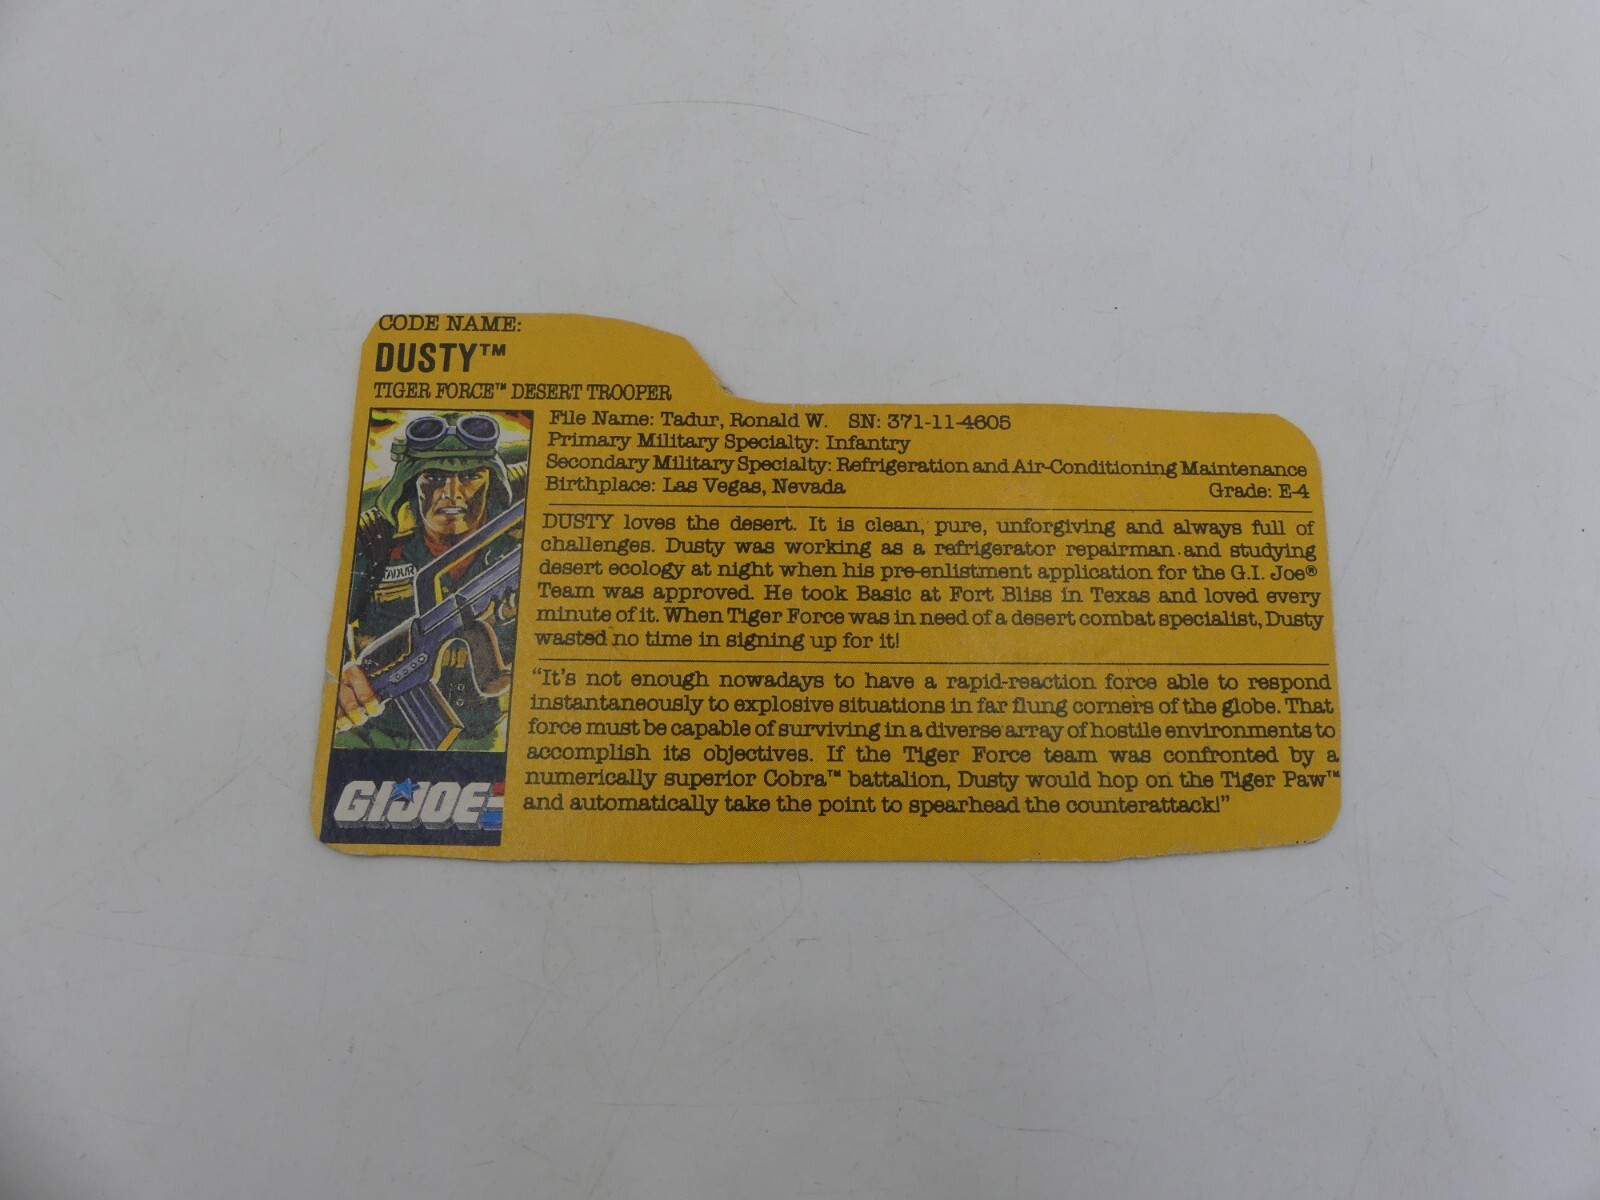 CODE NAME:
DUSTY™
TIGER FORCE™ DESERT TROOPER
File Name: Tadur, Ronald W. SN: 371-11-4605
Primary Military Specialty: Infantry
Secondary Military Specialty: Refrigeration and Air-Conditioning Maintenance
Birthplace: Las Vegas, Nevada Grade: E-4
DUSTY loves the desert. It is clean, pure, unforgiving and always full of
challenges. Dusty was working as a refrigerator repairman and studying
desert ecology at night when his pre-enlistment application for the G.I. Joe®
Team was approved. He took Basic at Fort Bliss in Texas and loved every
minute of it. When Tiger Force was in need of a desert combat specialist, Dusty
wasted no time in signing up for it!
"It's not enough nowadays to have a rapid-reaction force able to respond
instantaneously to explosive situations in far flung corners of the globe. That
force must be capable of surviving in a diverse array of hostile environments to
accomplish its objectives. If the Tiger Force team was confronted by a
numerically superior Cobra™ battalion, Dusty would hop on the Tiger Paw™
and automatically take the point to spearhead the counterattack!"
TADUR
G.I. JOE